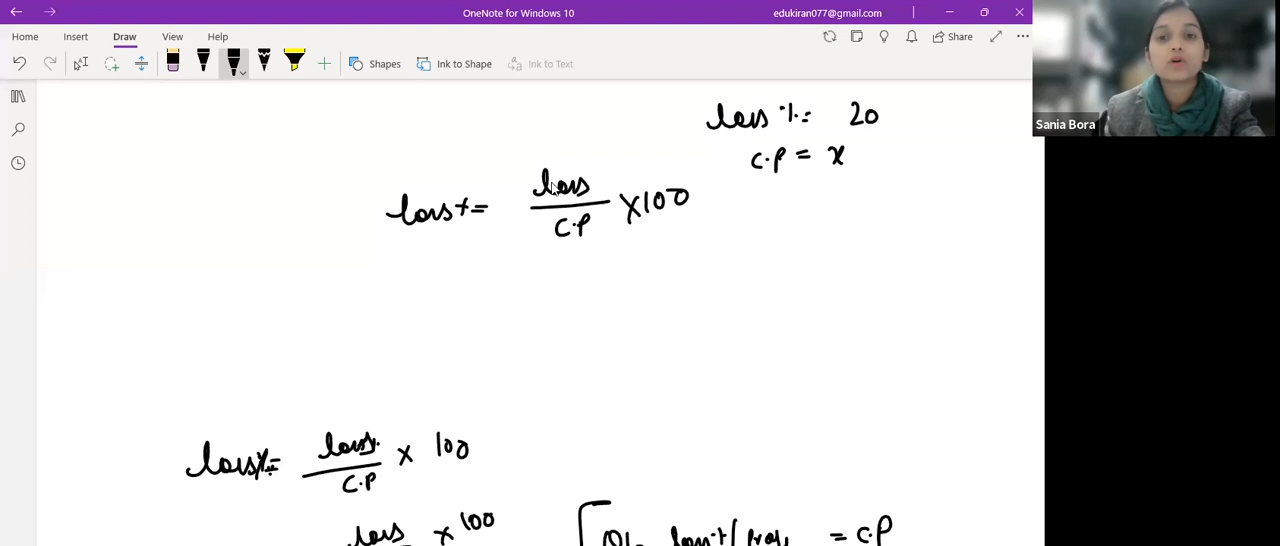 OneNote for Windows 10
edukiran077@gmail.com
Home Insert Draw View Help
Share
Shapes Ink to Shape Ink to Text
Sania Bora
loss %= 20
C.P = x
loss %= loss / C.P × 100
loss %= loss / C.P × 100
loss × 100
= C.P